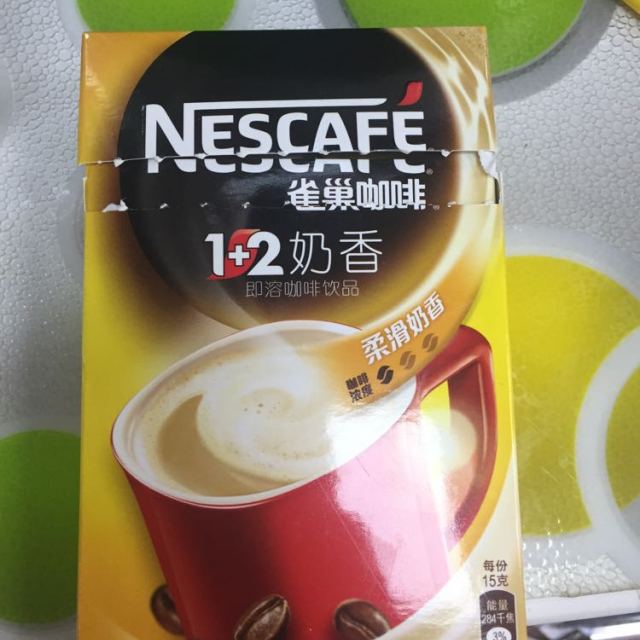 NESCAFÉ
雀巢咖啡
1+2 奶香
即溶咖啡饮品
柔滑奶香
咖啡
浓度
每份
15克
能量
284千焦
3%